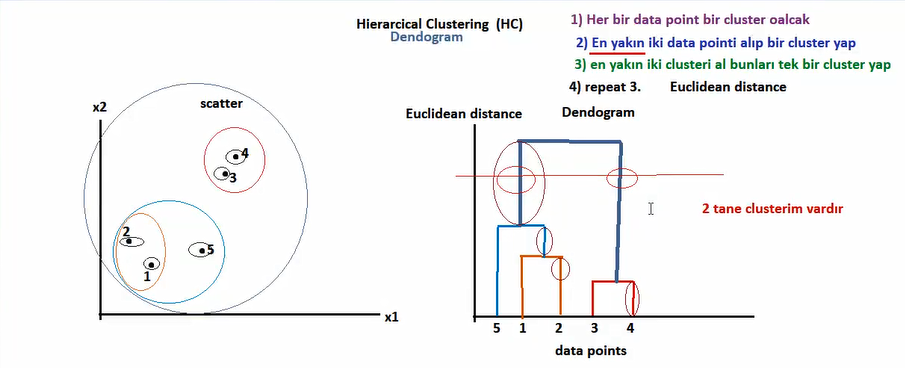 Hierarcical Clustering (HC)
Dendogram
1) Her bir data point bir cluster oalcak
2) En yakın iki data pointi alıp bir cluster yap
3) en yakın iki clusteri al bunları tek bir cluster yap
4) repeat 3. Euclidean distance
scatter
x2
4
3
2
5
1
x1
Euclidean distance
Dendogram
2 tane clusterim vardır
5 1 2 3 4
data points